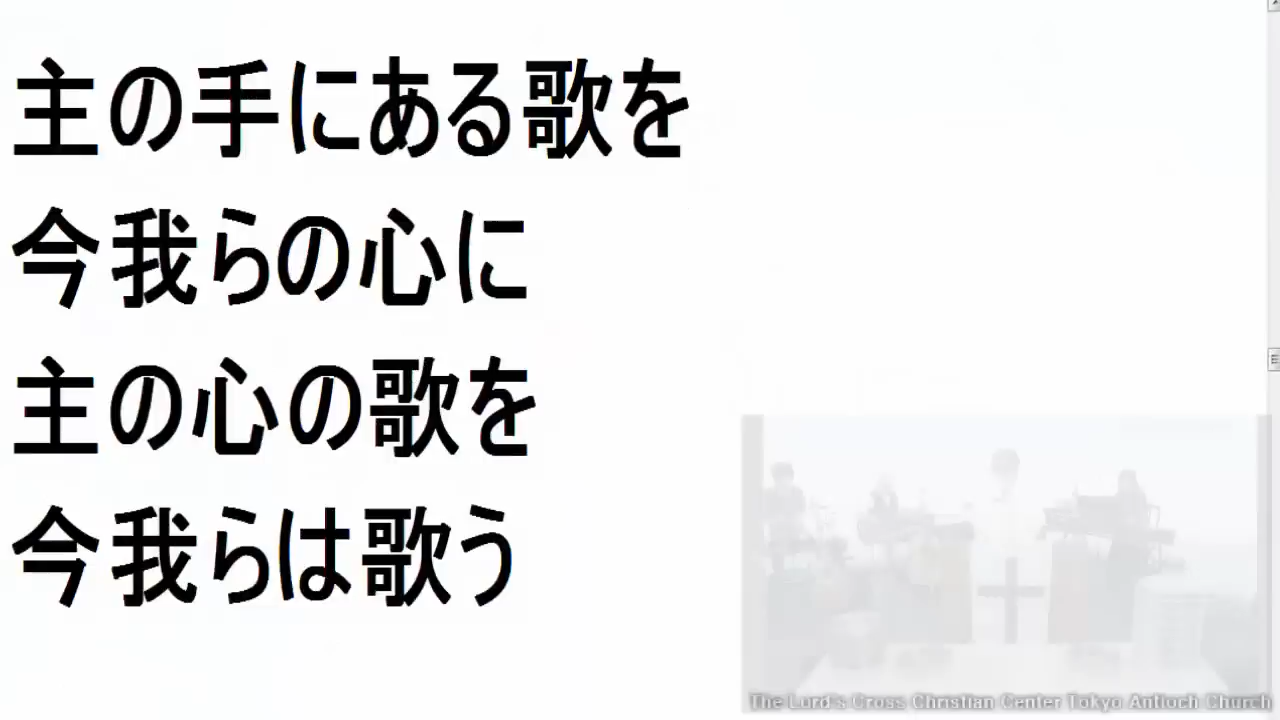 主の手にある歌を
今我らの心に
主の心の歌を
今我らは歌う
The Lord's Cross Christian Center Tokyo Antioch Church